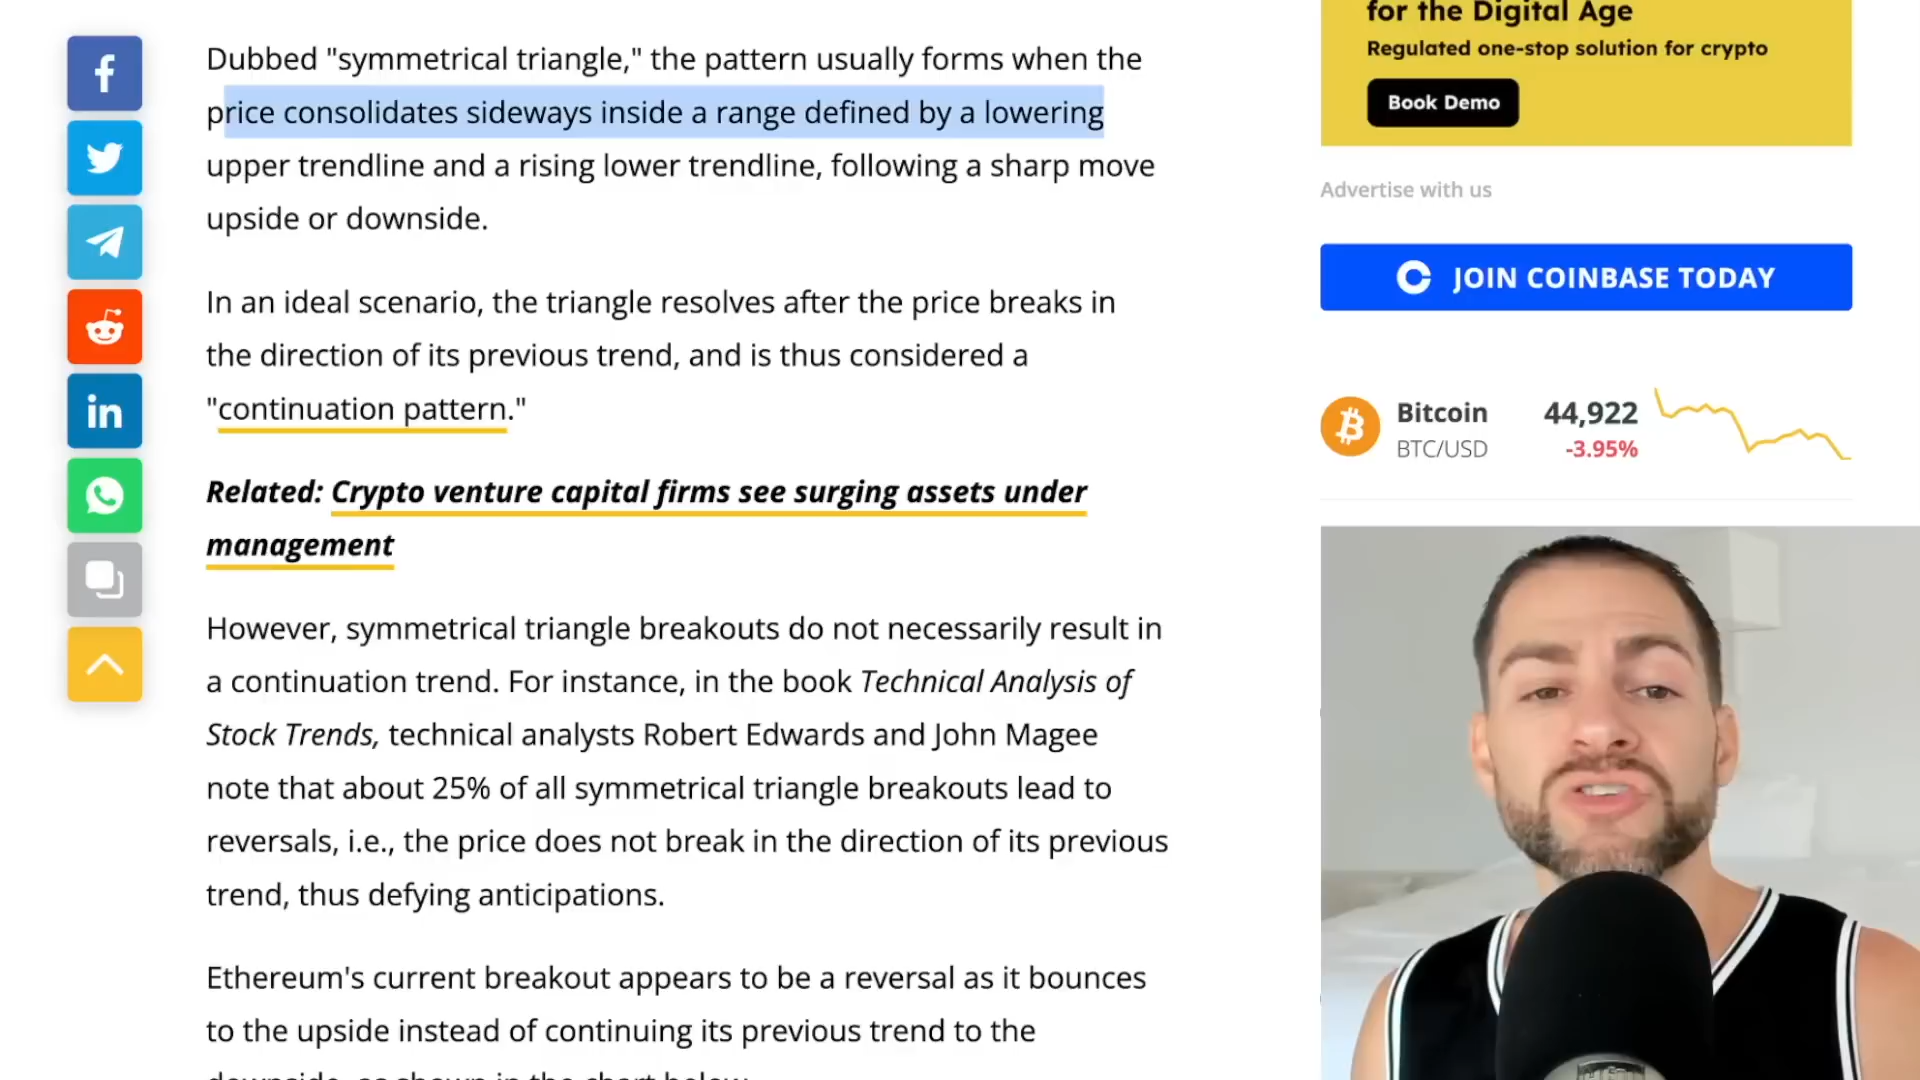 for the Digital Age
Regulated one-stop solution for crypto
Book Demo
Advertise with us
JOIN COINBASE TODAY
Bitcoin 44,922
BTC/USD -3.95%
Dubbed "symmetrical triangle," the pattern usually forms when the
price consolidates sideways inside a range defined by a lowering
upper trendline and a rising lower trendline, following a sharp move
upside or downside.
In an ideal scenario, the triangle resolves after the price breaks in
the direction of its previous trend, and is thus considered a
"continuation pattern."
Related: Crypto venture capital firms see surging assets under
management
However, symmetrical triangle breakouts do not necessarily result in
a continuation trend. For instance, in the book Technical Analysis of
Stock Trends, technical analysts Robert Edwards and John Magee
note that about 25% of all symmetrical triangle breakouts lead to
reversals, i.e., the price does not break in the direction of its previous
trend, thus defying anticipations.
Ethereum's current breakout appears to be a reversal as it bounces
to the upside instead of continuing its previous trend to the
downside, as shown in the chart below.